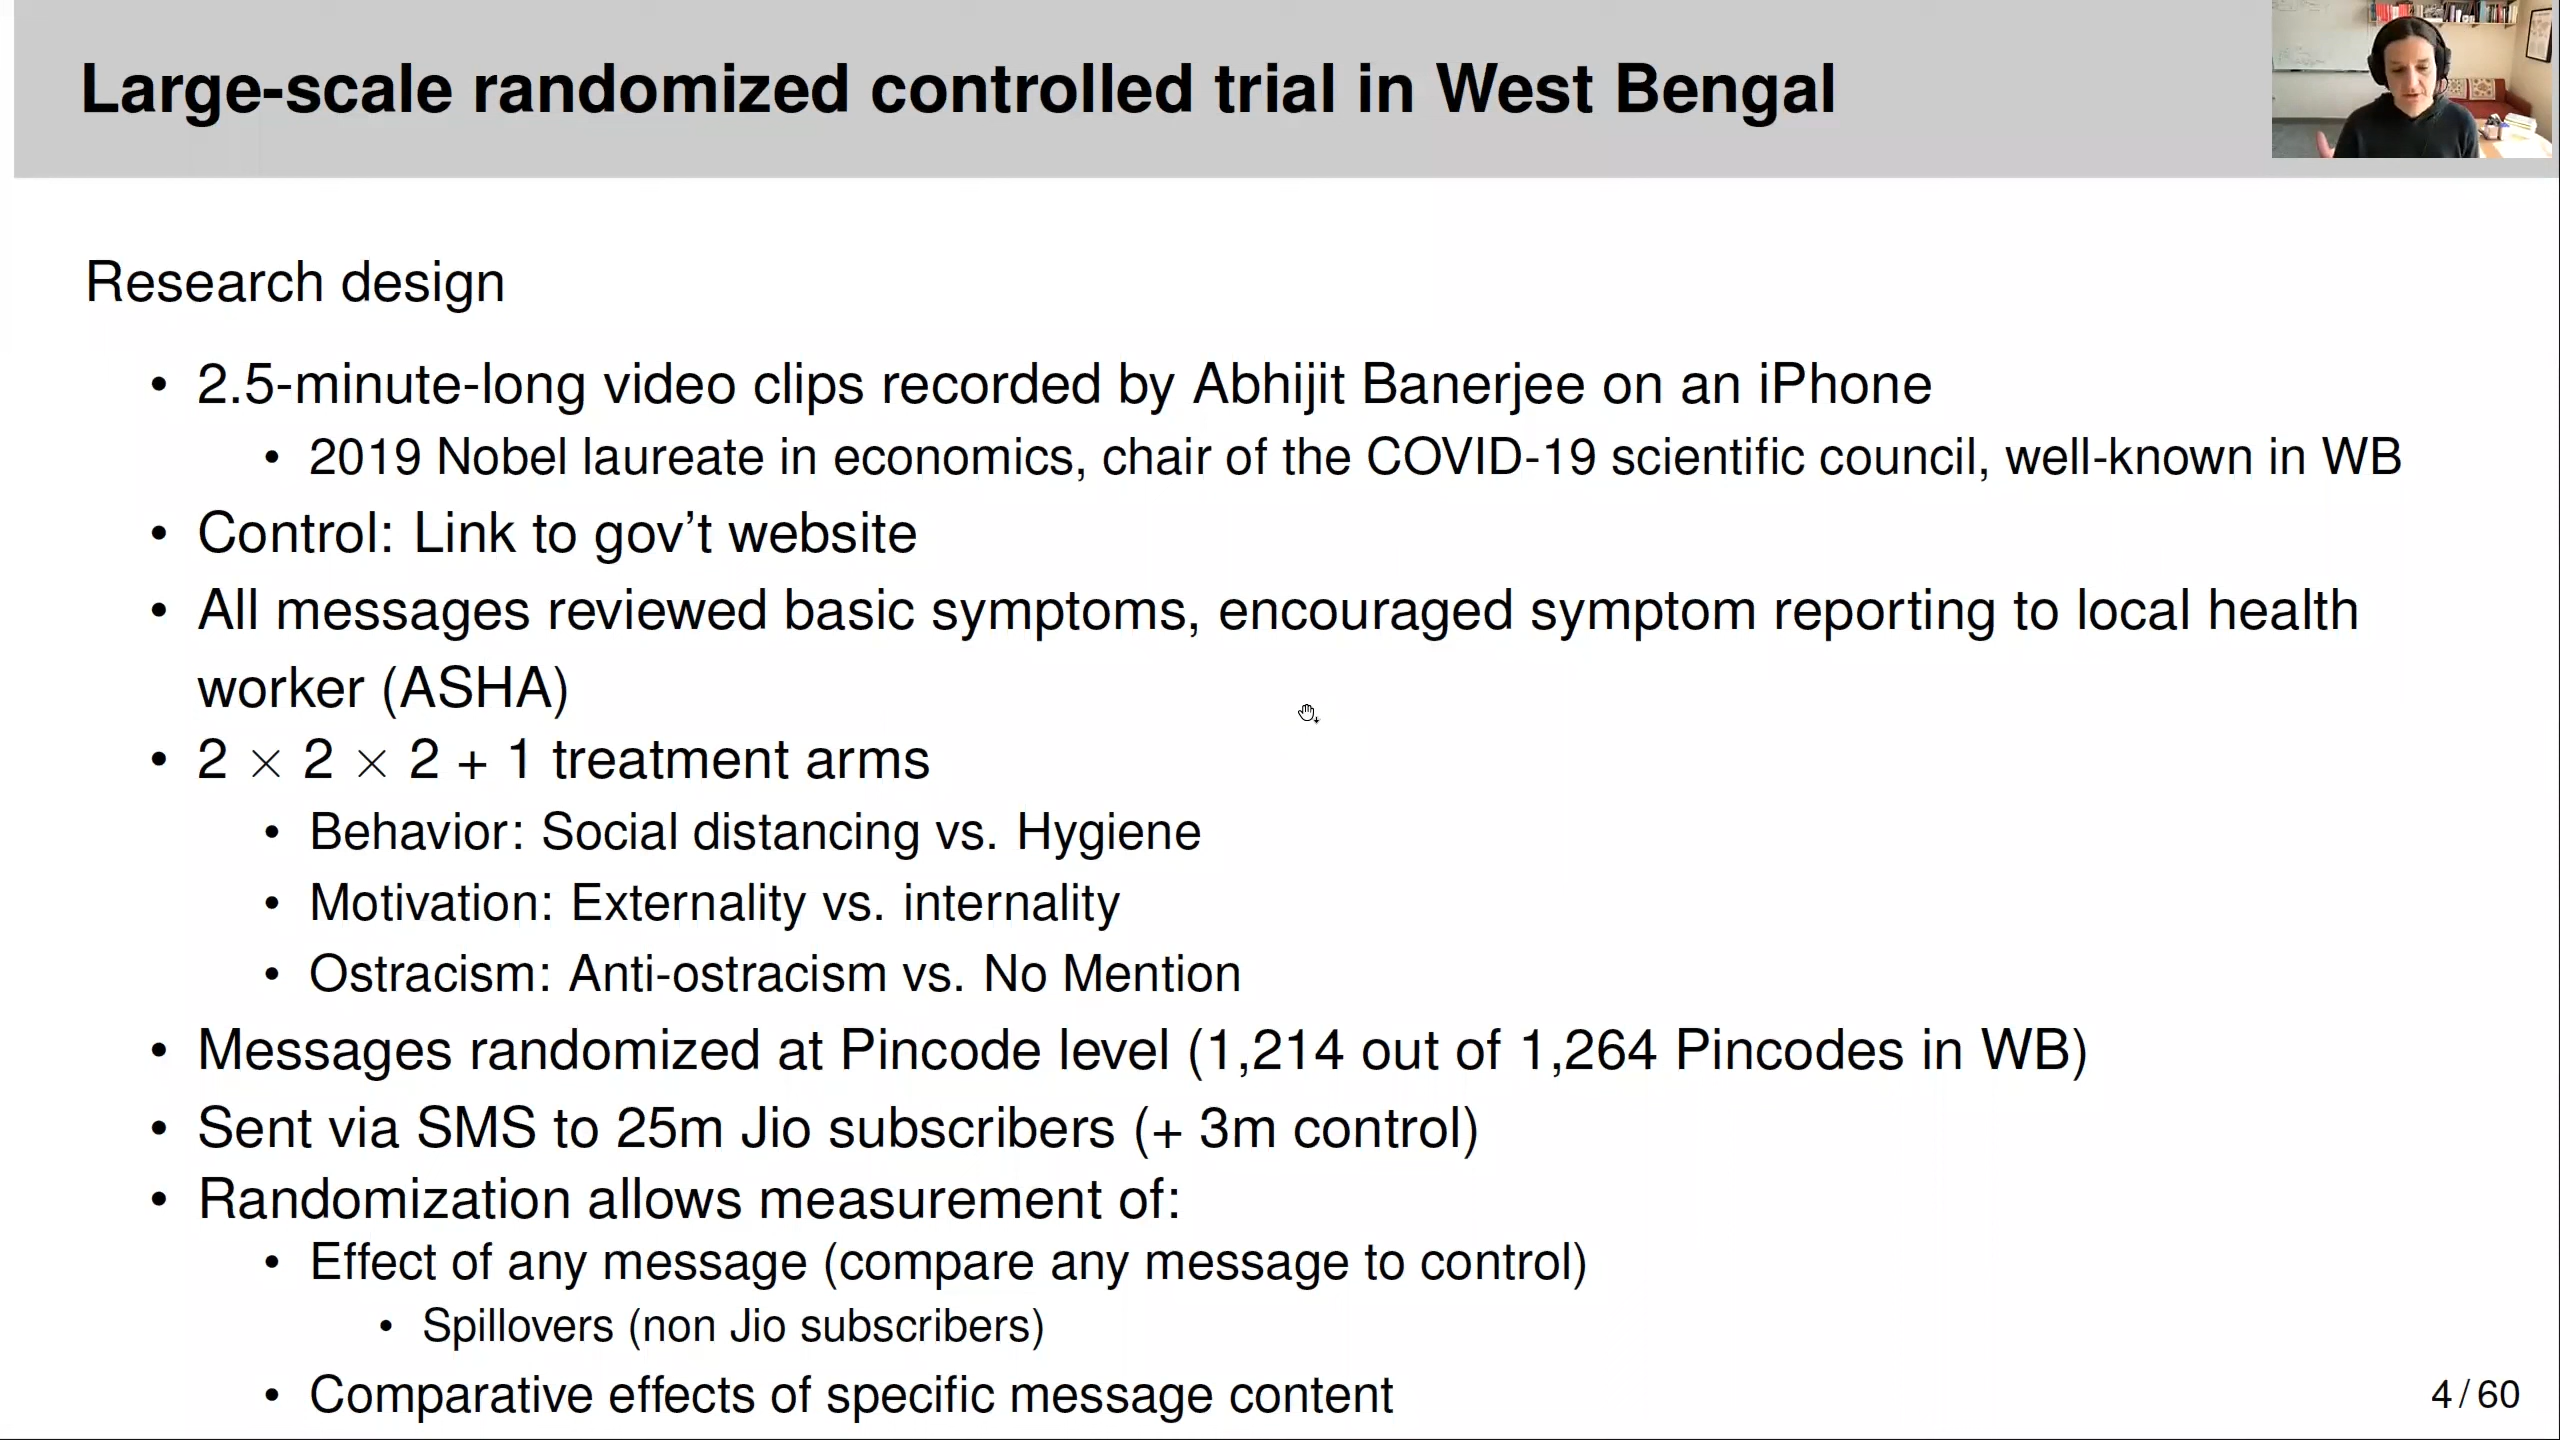 Large-scale randomized controlled trial in West Bengal
Research design
• 2.5-minute-long video clips recorded by Abhijit Banerjee on an iPhone
• 2019 Nobel laureate in economics, chair of the COVID-19 scientific council, well-known in WB
• Control: Link to gov’t website
• All messages reviewed basic symptoms, encouraged symptom reporting to local health
worker (ASHA)
• 2 × 2 × 2 + 1 treatment arms
• Behavior: Social distancing vs. Hygiene
• Motivation: Externality vs. internality
• Ostracism: Anti-ostracism vs. No Mention
• Messages randomized at Pincode level (1,214 out of 1,264 Pincodes in WB)
• Sent via SMS to 25m Jio subscribers (+ 3m control)
• Randomization allows measurement of:
• Effect of any message (compare any message to control)
• Spillovers (non Jio subscribers)
• Comparative effects of specific message content
4 / 60